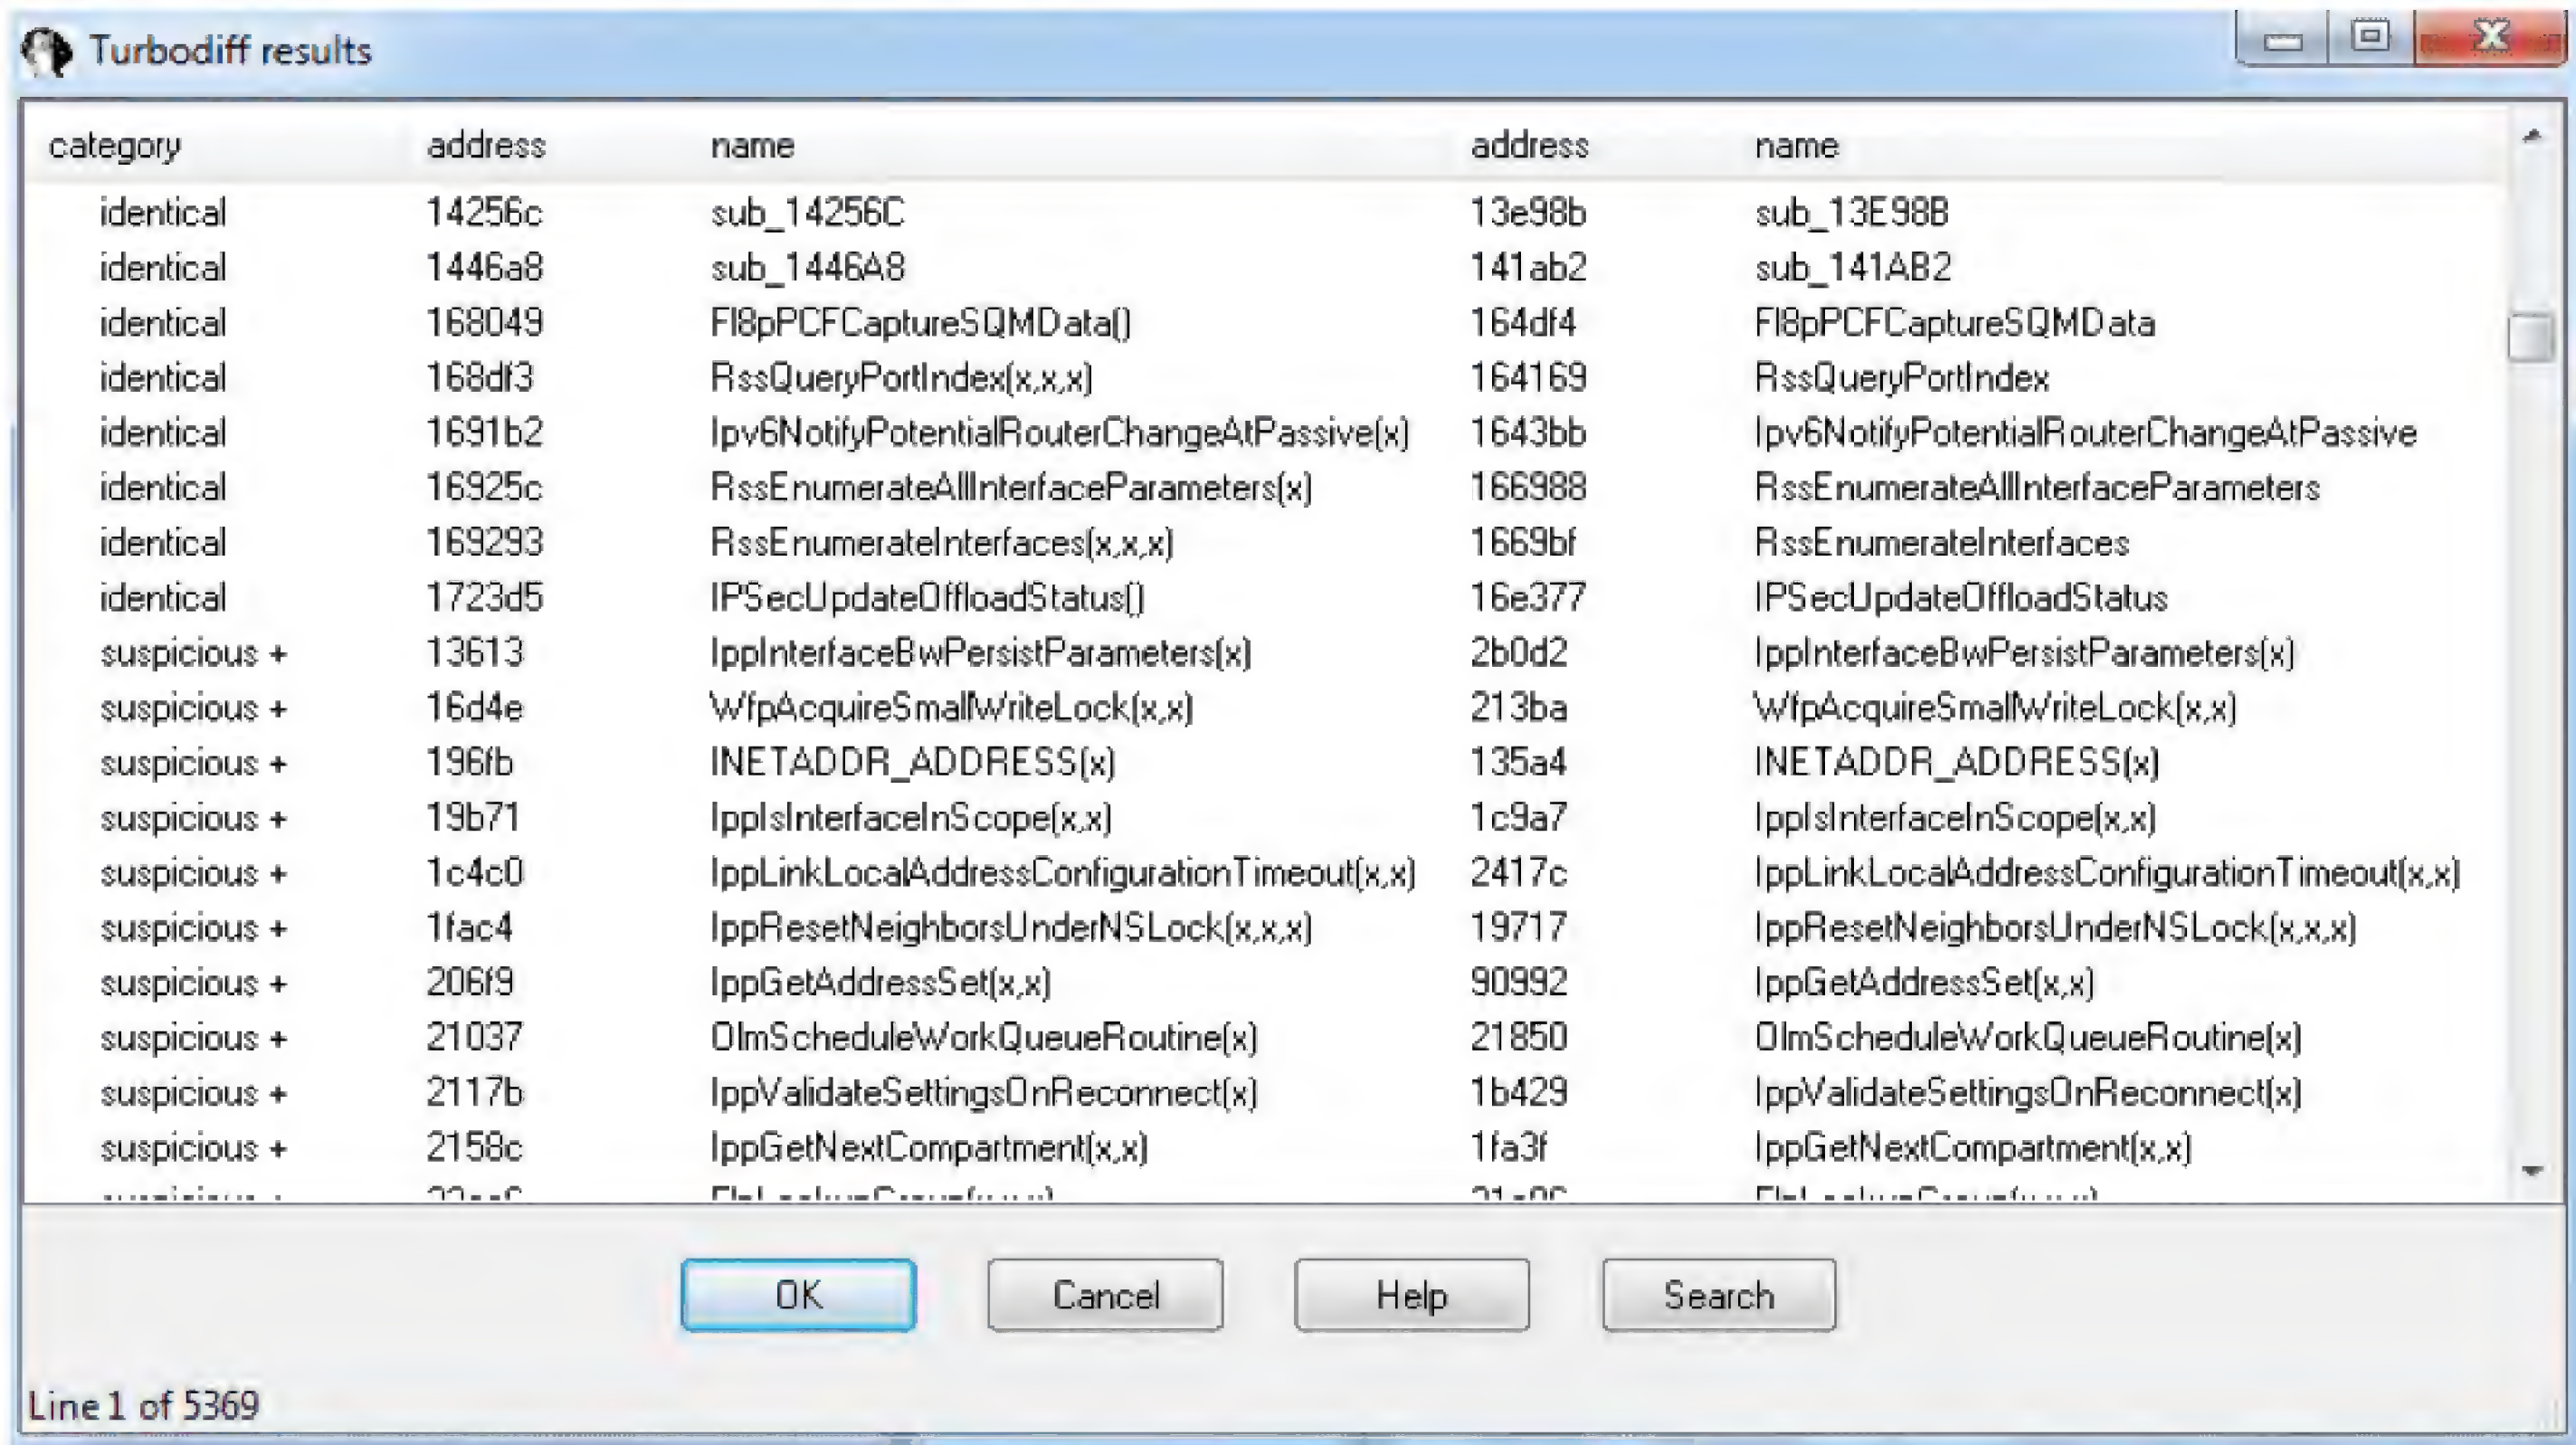 Turbodiff results
category address name address name
identical 14256c sub_14256C 13e98b sub_13E98B
identical 1446a8 sub_1446A8 141ab2 sub_141AB2
identical 168049 Fl8pPCFCaptureSQMData() 164df4 Fl8pPCFCaptureSQMData
identical 168df3 RssQueryPortIndex(x,x,x) 164169 RssQueryPortIndex
identical 1691b2 Ipv6NotifyPotentialRouterChangeAtPassive(x) 1643bb Ipv6NotifyPotentialRouterChangeAtPassive
identical 16925c RssEnumerateAllInterfaceParameters(x) 166988 RssEnumerateAllInterfaceParameters
identical 169293 RssEnumerateInterfaces(x,x,x) 1669bf RssEnumerateInterfaces
identical 1723d5 IPSecUpdateOffloadStatus() 16e377 IPSecUpdateOffloadStatus
suspicious + 13613 IppInterfaceBwPersistParameters(x) 2b0d2 IppInterfaceBwPersistParameters(x)
suspicious + 16d4e WfpAcquireSmallWriteLock(x,x) 213ba WfpAcquireSmallWriteLock(x,x)
suspicious + 196fb INETADDR_ADDRESS(x) 135a4 INETADDR_ADDRESS(x)
suspicious + 19b71 IppIsInterfaceInScope(x,x) 1c9a7 IppIsInterfaceInScope(x,x)
suspicious + 1c4c0 IppLinkLocalAddressConfigurationTimeout(x,x) 2417c IppLinkLocalAddressConfigurationTimeout(x,x)
suspicious + 1fac4 IppResetNeighborsUnderNSLock(x,x,x) 19717 IppResetNeighborsUnderNSLock(x,x,x)
suspicious + 206f9 IppGetAddressSet(x,x) 90992 IppGetAddressSet(x,x)
suspicious + 21037 OlmScheduleWorkQueueRoutine(x) 21850 OlmScheduleWorkQueueRoutine(x)
suspicious + 2117b IppValidateSettingsOnReconnect(x) 1b429 IppValidateSettingsOnReconnect(x)
suspicious + 2158c IppGetNextCompartment(x,x) 1fa3f IppGetNextCompartment(x,x)
OK Cancel Help Search
Line 1 of 5369